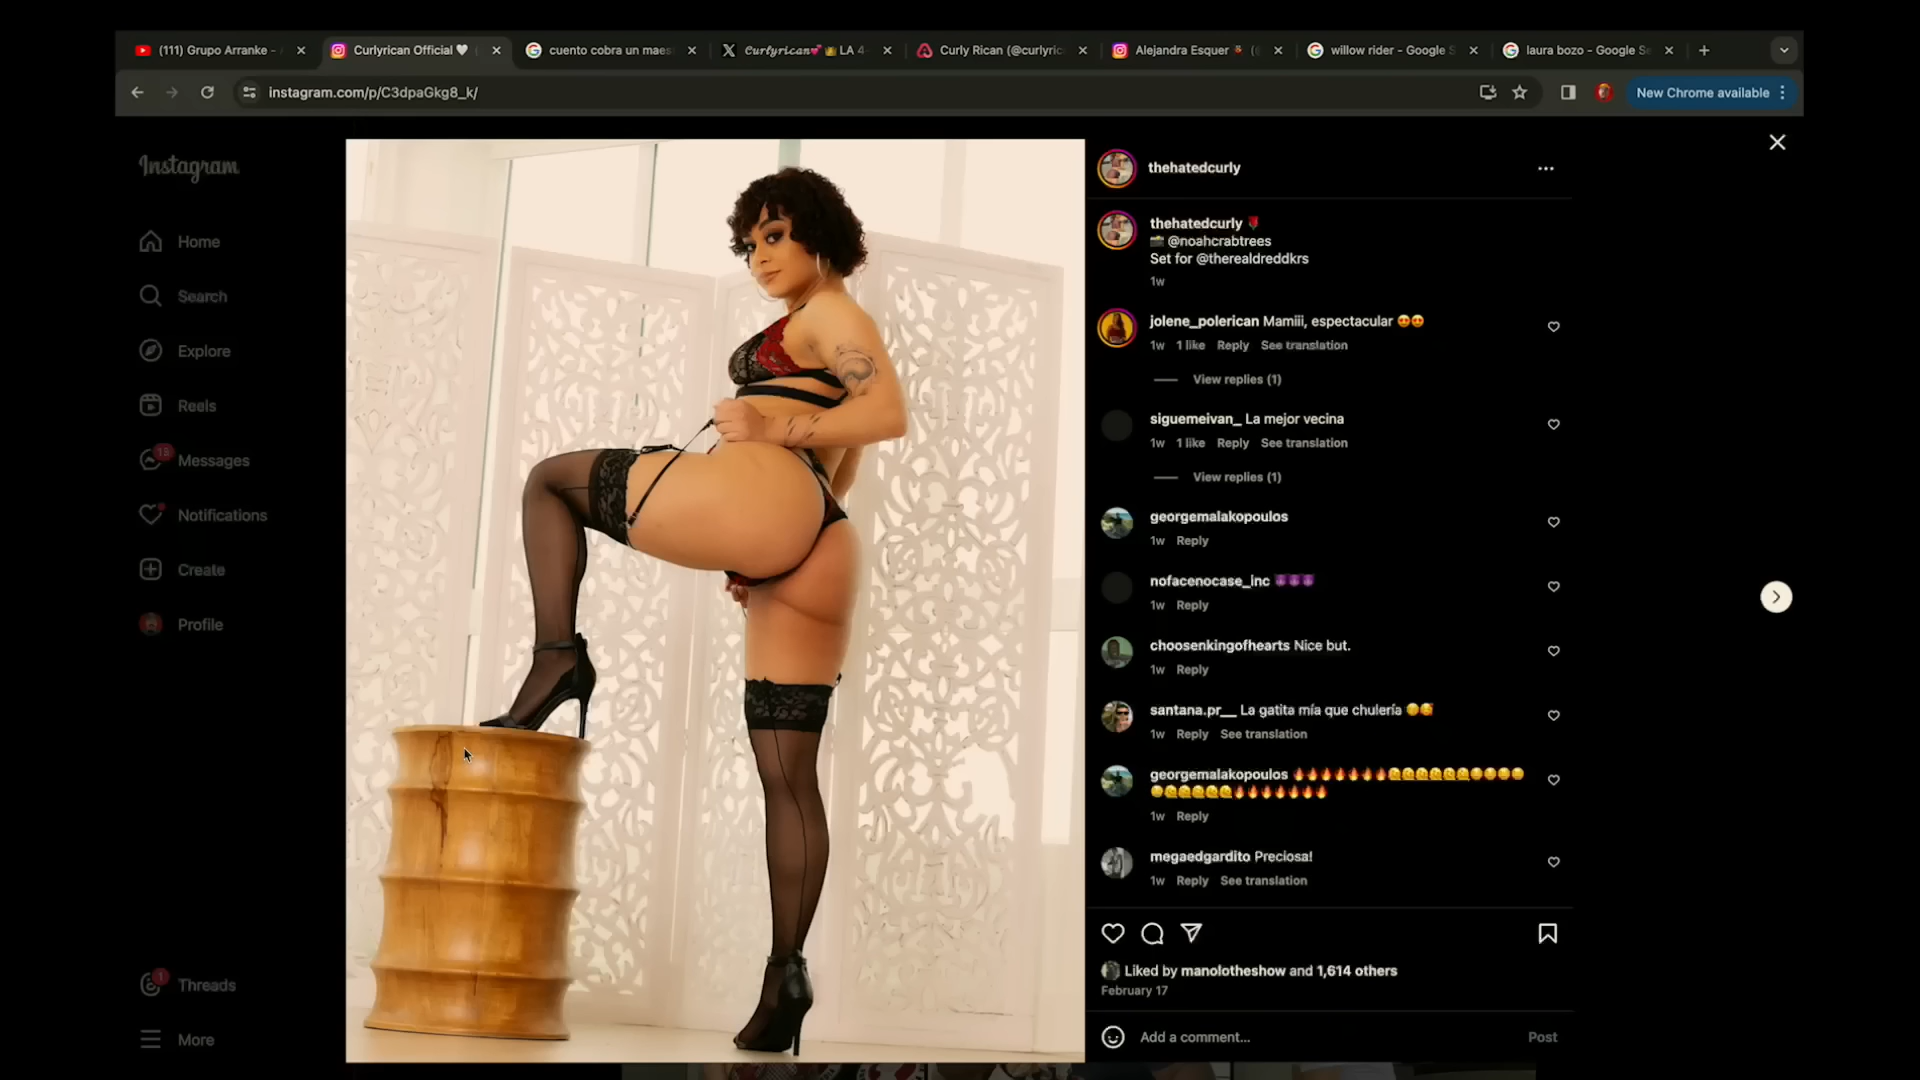 (111) Grupo Arranke -
Curlyrican Official 🤍
cuento cobra un maes
Curlyrican💕👑LA 4
Curly Rican (@curlyric
Alejandra Esquer
willow rider - Google S
laura bozo - Google Se
instagram.com/p/C3dpaGkg8_k/
New Chrome available
Instagram
Home
Search
Explore
Reels
Messages
Notifications
Create
Profile
1
Threads
More
thehatedcurly
thehatedcurly 🌹
📸 @noahcrabtrees
Set for @therealdreddkrs
1w
jolene_polerican Mamiii, espectacular 😍😍
1w 1 like Reply See translation
View replies (1)
siguemeivan_ La mejor vecina
1w 1 like Reply See translation
View replies (1)
georgemalakopoulos
1w Reply
nofacenocase_inc 😈😈😈
1w Reply
choosenkingofhearts Nice but.
1w Reply
santana.pr__ La gatita mía que chulería
1w Reply See translation
georgemalakopoulos
1w Reply
megaedgardito Preciosa!
1w Reply See translation
Liked by manolotheshow and 1,614 others
February 17
Add a comment...
Post